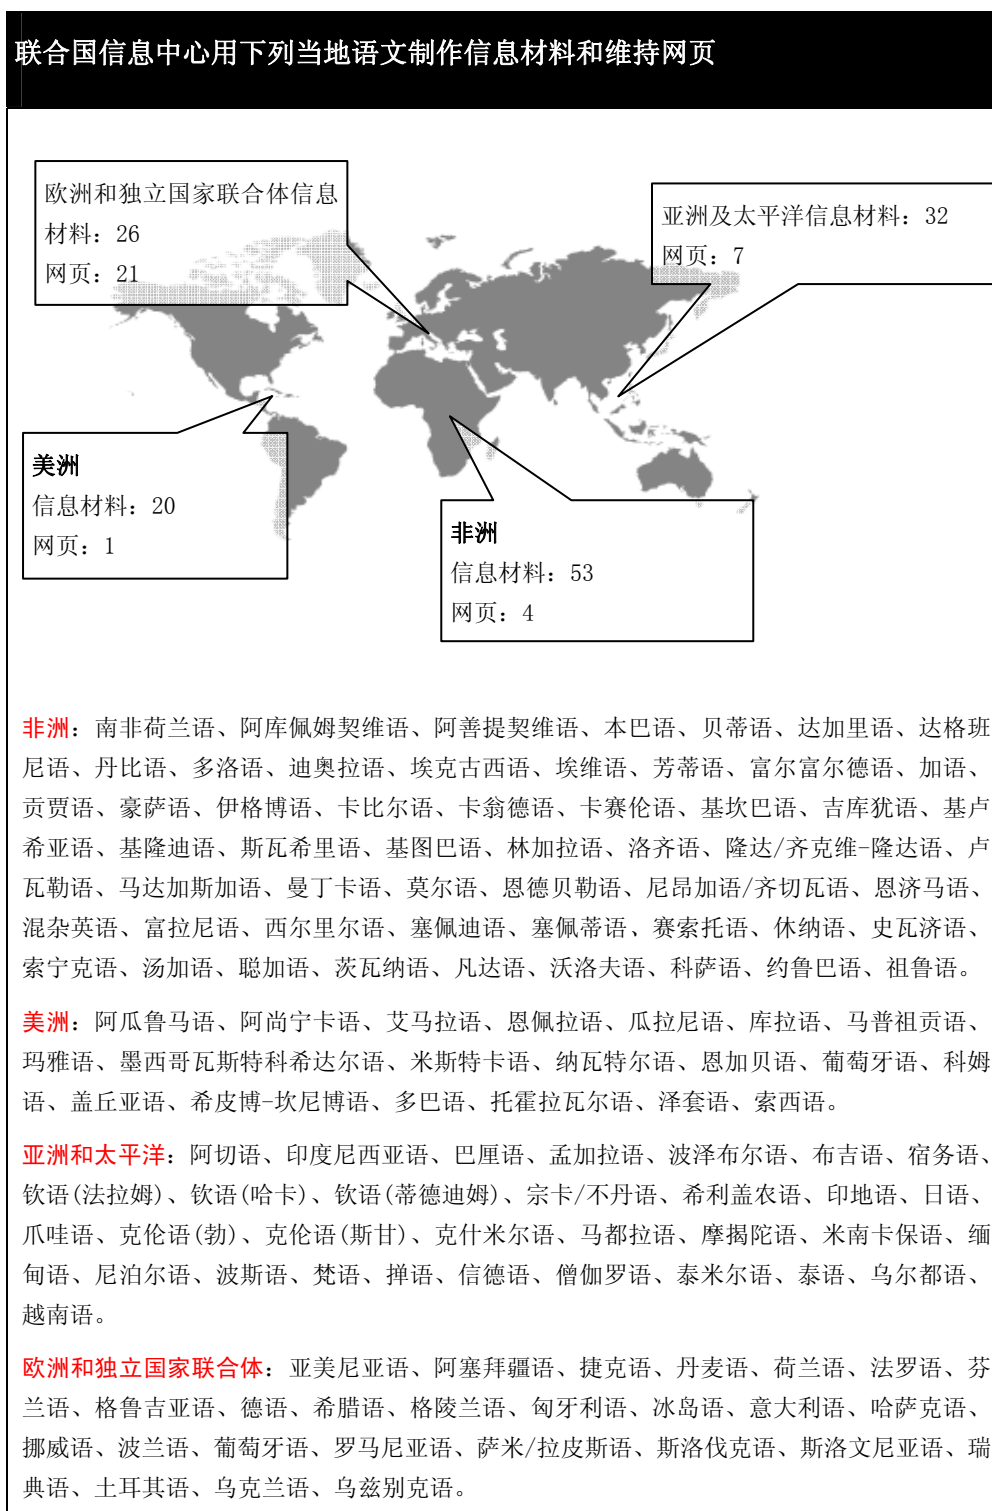 联合国信息中心用下列当地语文制作信息材料和维持网页
欧洲和独立国家联合体信息
材料：26
网页：21
亚洲及太平洋信息材料：32
网页：7
美洲
信息材料：20
网页：1
非洲
信息材料：53
网页：4
非洲：南非荷兰语、阿库佩姆契维语、阿善提契维语、本巴语、贝蒂语、达加里语、达格班
尼语、丹比语、多洛语、迪奥拉语、埃克古西语、埃维语、芳蒂语、富尔富尔德语、加语、
贡贾语、豪萨语、伊格博语、卡比尔语、卡翁德语、卡赛伦语、基坎巴语、吉库犹语、基卢
希亚语、基隆迪语、斯瓦希里语、基图巴语、林加拉语、洛齐语、隆达/齐克维-隆达语、卢
瓦勒语、马达加斯加语、曼丁卡语、莫尔语、恩德贝勒语、尼昂加语/齐切瓦语、恩济马语、
混杂英语、富拉尼语、西尔里尔语、塞佩迪语、塞佩蒂语、赛索托语、休纳语、史瓦济语、
索宁克语、汤加语、聪加语、茨瓦纳语、凡达语、沃洛夫语、科萨语、约鲁巴语、祖鲁语。
美洲：阿瓜鲁马语、阿尚宁卡语、艾马拉语、恩佩拉语、瓜拉尼语、库拉语、马普祖贡语、
玛雅语、墨西哥瓦斯特科希达尔语、米斯特卡语、纳瓦特尔语、恩加贝语、葡萄牙语、科姆
语、盖丘亚语、希皮博-坎尼博语、多巴语、托霍拉瓦尔语、泽套语、索西语。
亚洲和太平洋：阿切语、印度尼西亚语、巴厘语、孟加拉语、波泽布尔语、布吉语、宿务语、
钦语(法拉姆)、钦语(哈卡)、钦语(蒂德迪姆)、宗卡/不丹语、希利盖农语、印地语、日语、
爪哇语、克伦语(勃)、克伦语(斯甘)、克什米尔语、马都拉语、摩揭陀语、米南卡保语、缅
甸语、尼泊尔语、波斯语、梵语、掸语、信德语、僧伽罗语、泰米尔语、泰语、乌尔都语、
越南语。
欧洲和独立国家联合体：亚美尼亚语、阿塞拜疆语、捷克语、丹麦语、荷兰语、法罗语、芬
兰语、格鲁吉亚语、德语、希腊语、格陵兰语、匈牙利语、冰岛语、意大利语、哈萨克语、
挪威语、波兰语、葡萄牙语、罗马尼亚语、萨米/拉皮斯语、斯洛伐克语、斯洛文尼亚语、瑞
典语、土耳其语、乌克兰语、乌兹别克语。